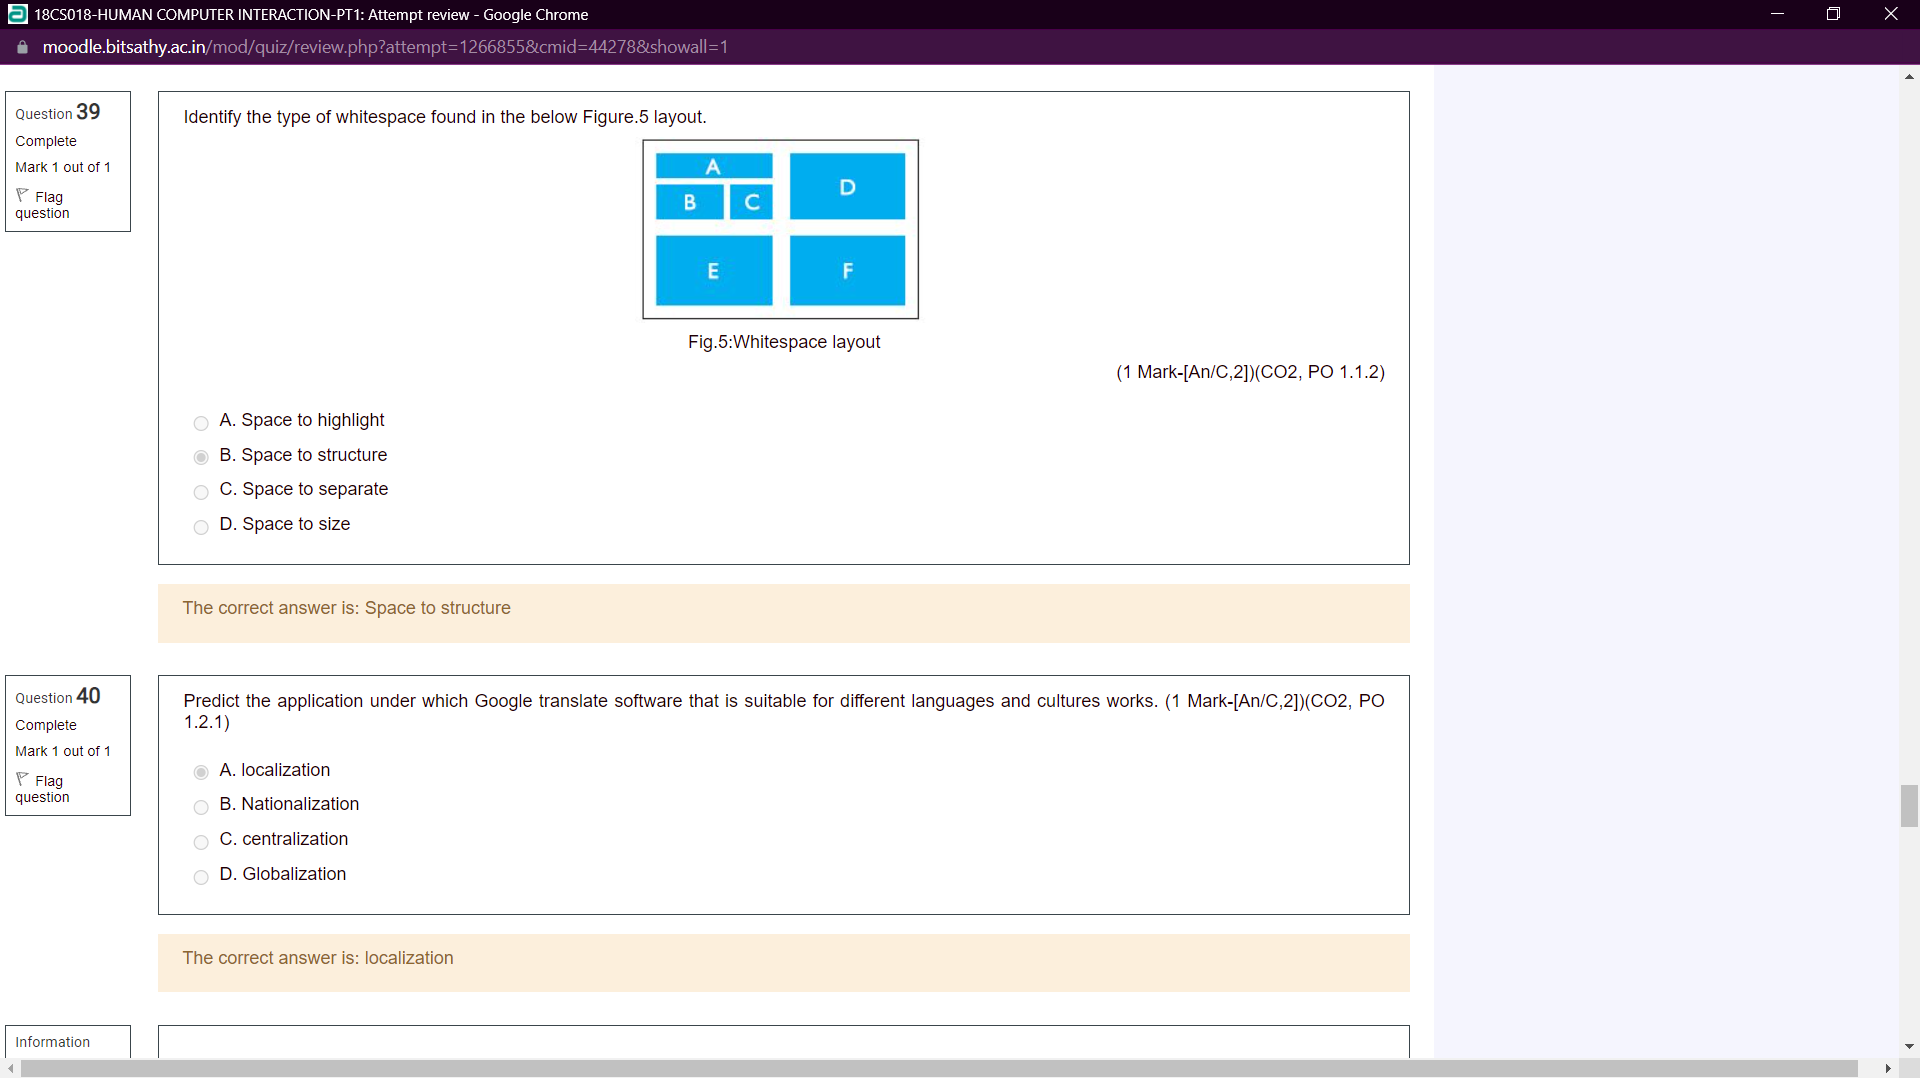 18CS018-HUMAN COMPUTER INTERACTION-PT1: Attempt review - Google Chrome
moodle.bitsathy.ac.in/mod/quiz/review.php?attempt=1266855&cmid=44278&showall=1
Question 39
Complete
Mark 1 out of 1
Flag
question
Identify the type of whitespace found in the below Figure.5 layout.
A
B C
D
E
F
Fig.5:Whitespace layout
(1 Mark-[An/C,2])(CO2, PO 1.1.2)
A. Space to highlight
B. Space to structure
C. Space to separate
D. Space to size
The correct answer is: Space to structure
Question 40
Complete
Mark 1 out of 1
Flag
question
Predict the application under which Google translate software that is suitable for different languages and cultures works. (1 Mark-[An/C,2])(CO2, PO
1.2.1)
A. localization
B. Nationalization
C. centralization
D. Globalization
The correct answer is: localization
Information